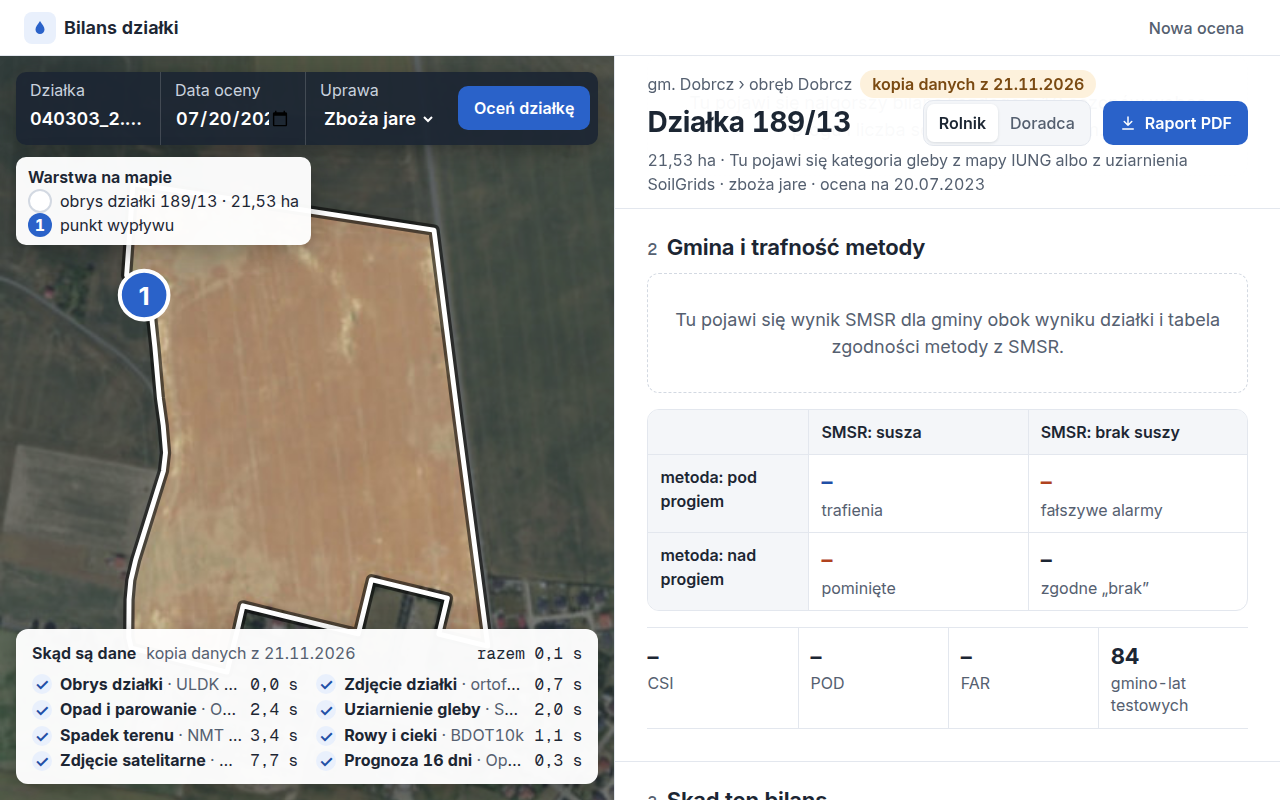 Bilans działki
Nowa ocena
Działka
040303_2....
Data oceny
07/20/202
Uprawa
Zboża jare
Oceń działkę
Warstwa na mapie
obrys działki 189/13 · 21,53 ha
1 punkt wypływu
1
Skąd są dane kopia danych z 21.11.2026 razem 0,1 s
Obrys działki · ULDK ... 0,0 s
Zdjęcie działki · ortof... 0,7 s
Opad i parowanie · O... 2,4 s
Uziarnienie gleby · S... 2,0 s
Spadek terenu · NMT ... 3,4 s
Rowy i cieki · BDOT10k 1,1 s
Zdjęcie satelitarne · ... 7,7 s
Prognoza 16 dni · Op... 0,3 s
gm. Dobrcz › obręb Dobrcz kopia danych z 21.11.2026
Działka 189/13
Rolnik Doradca
Raport PDF
21,53 ha · Tu pojawi się kategoria gleby z mapy IUNG albo z uziarnienia
SoilGrids · zboża jare · ocena na 20.07.2023
2 Gmina i trafność metody
Tu pojawi się wynik SMSR dla gminy obok wyniku działki i tabela
zgodności metody z SMSR.
SMSR: susza SMSR: brak suszy
metoda: pod
progiem
–
trafienia
–
fałszywe alarmy
metoda: nad
progiem
–
pominięte
–
zgodne „brak”
–
CSI
–
POD
–
FAR
84
gmino-lat
testowych
3 Skąd ten bilans